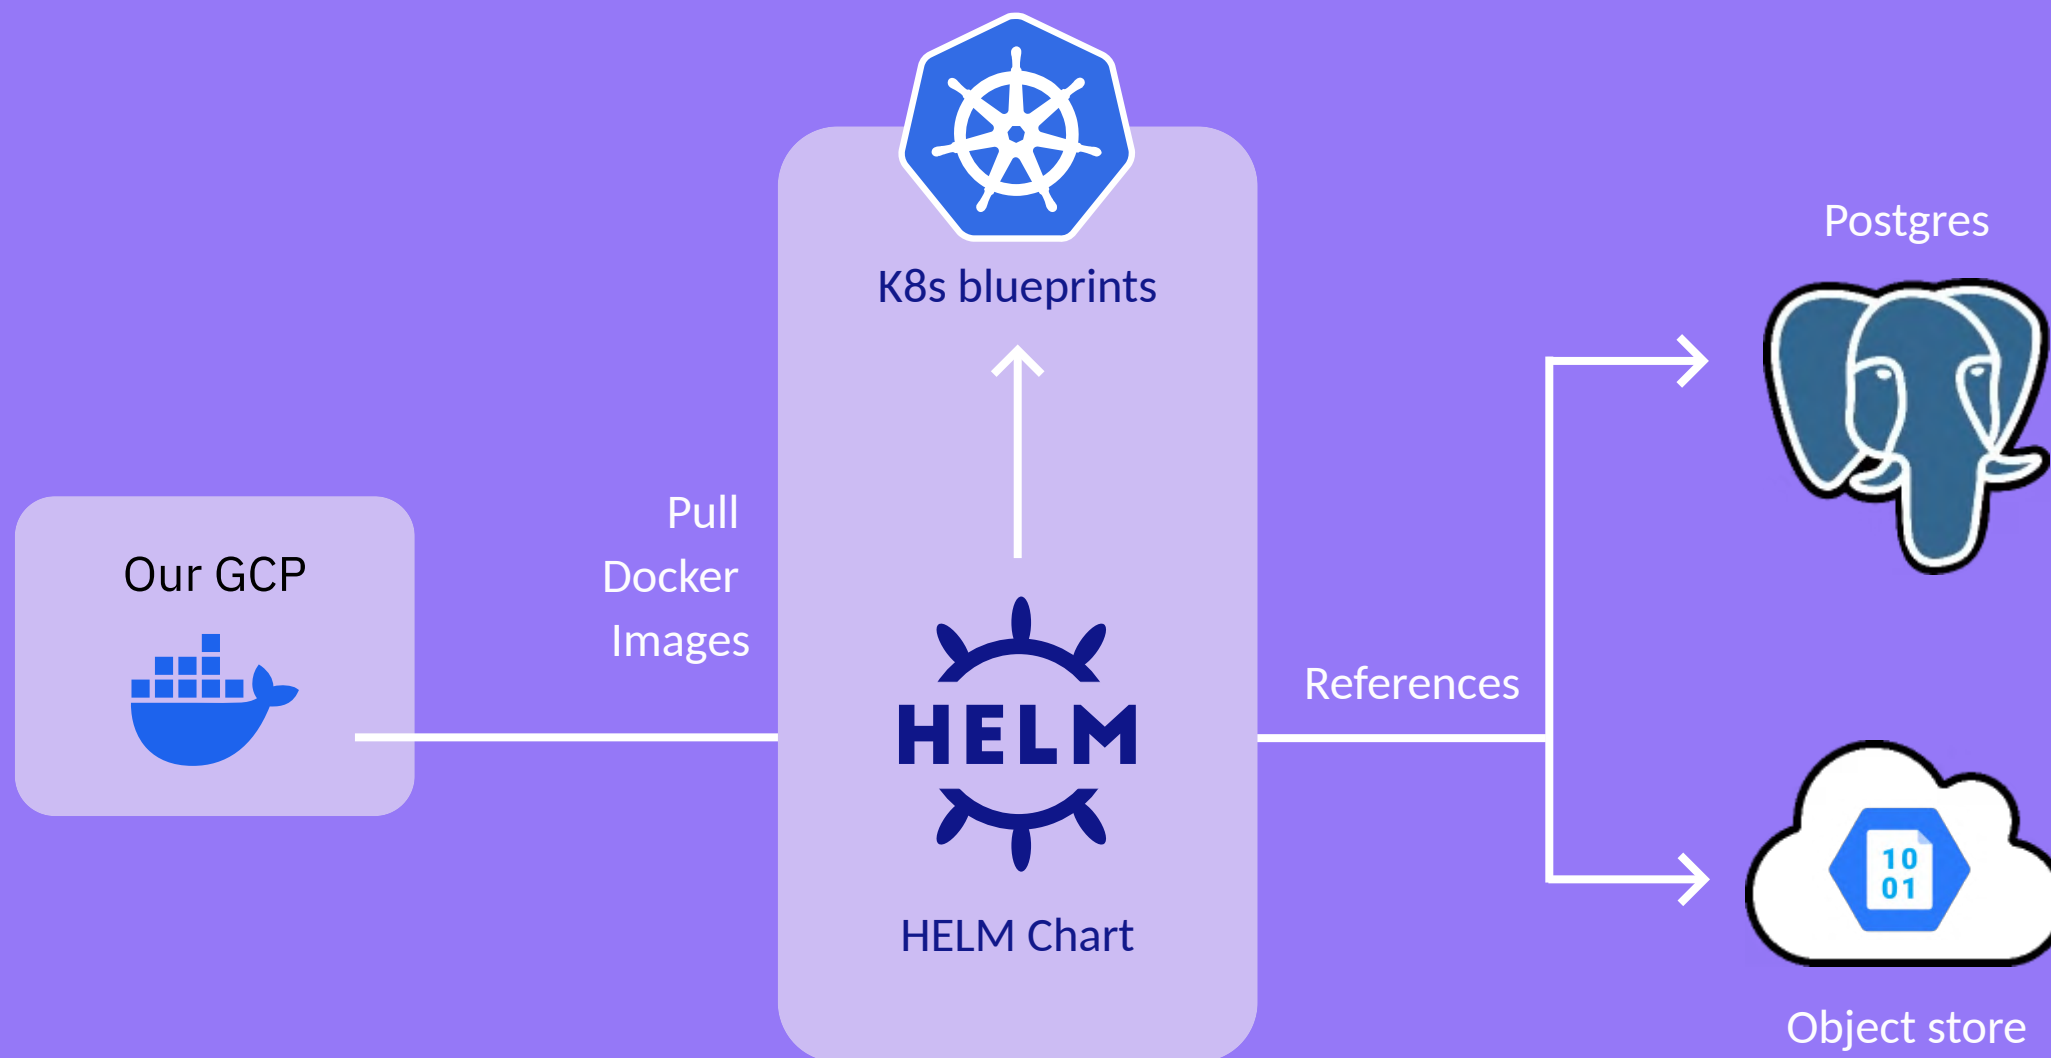 Our GCP
Pull
Docker
Images
K8s blueprints
HELM
HELM Chart
References
Postgres
10
01
Object store